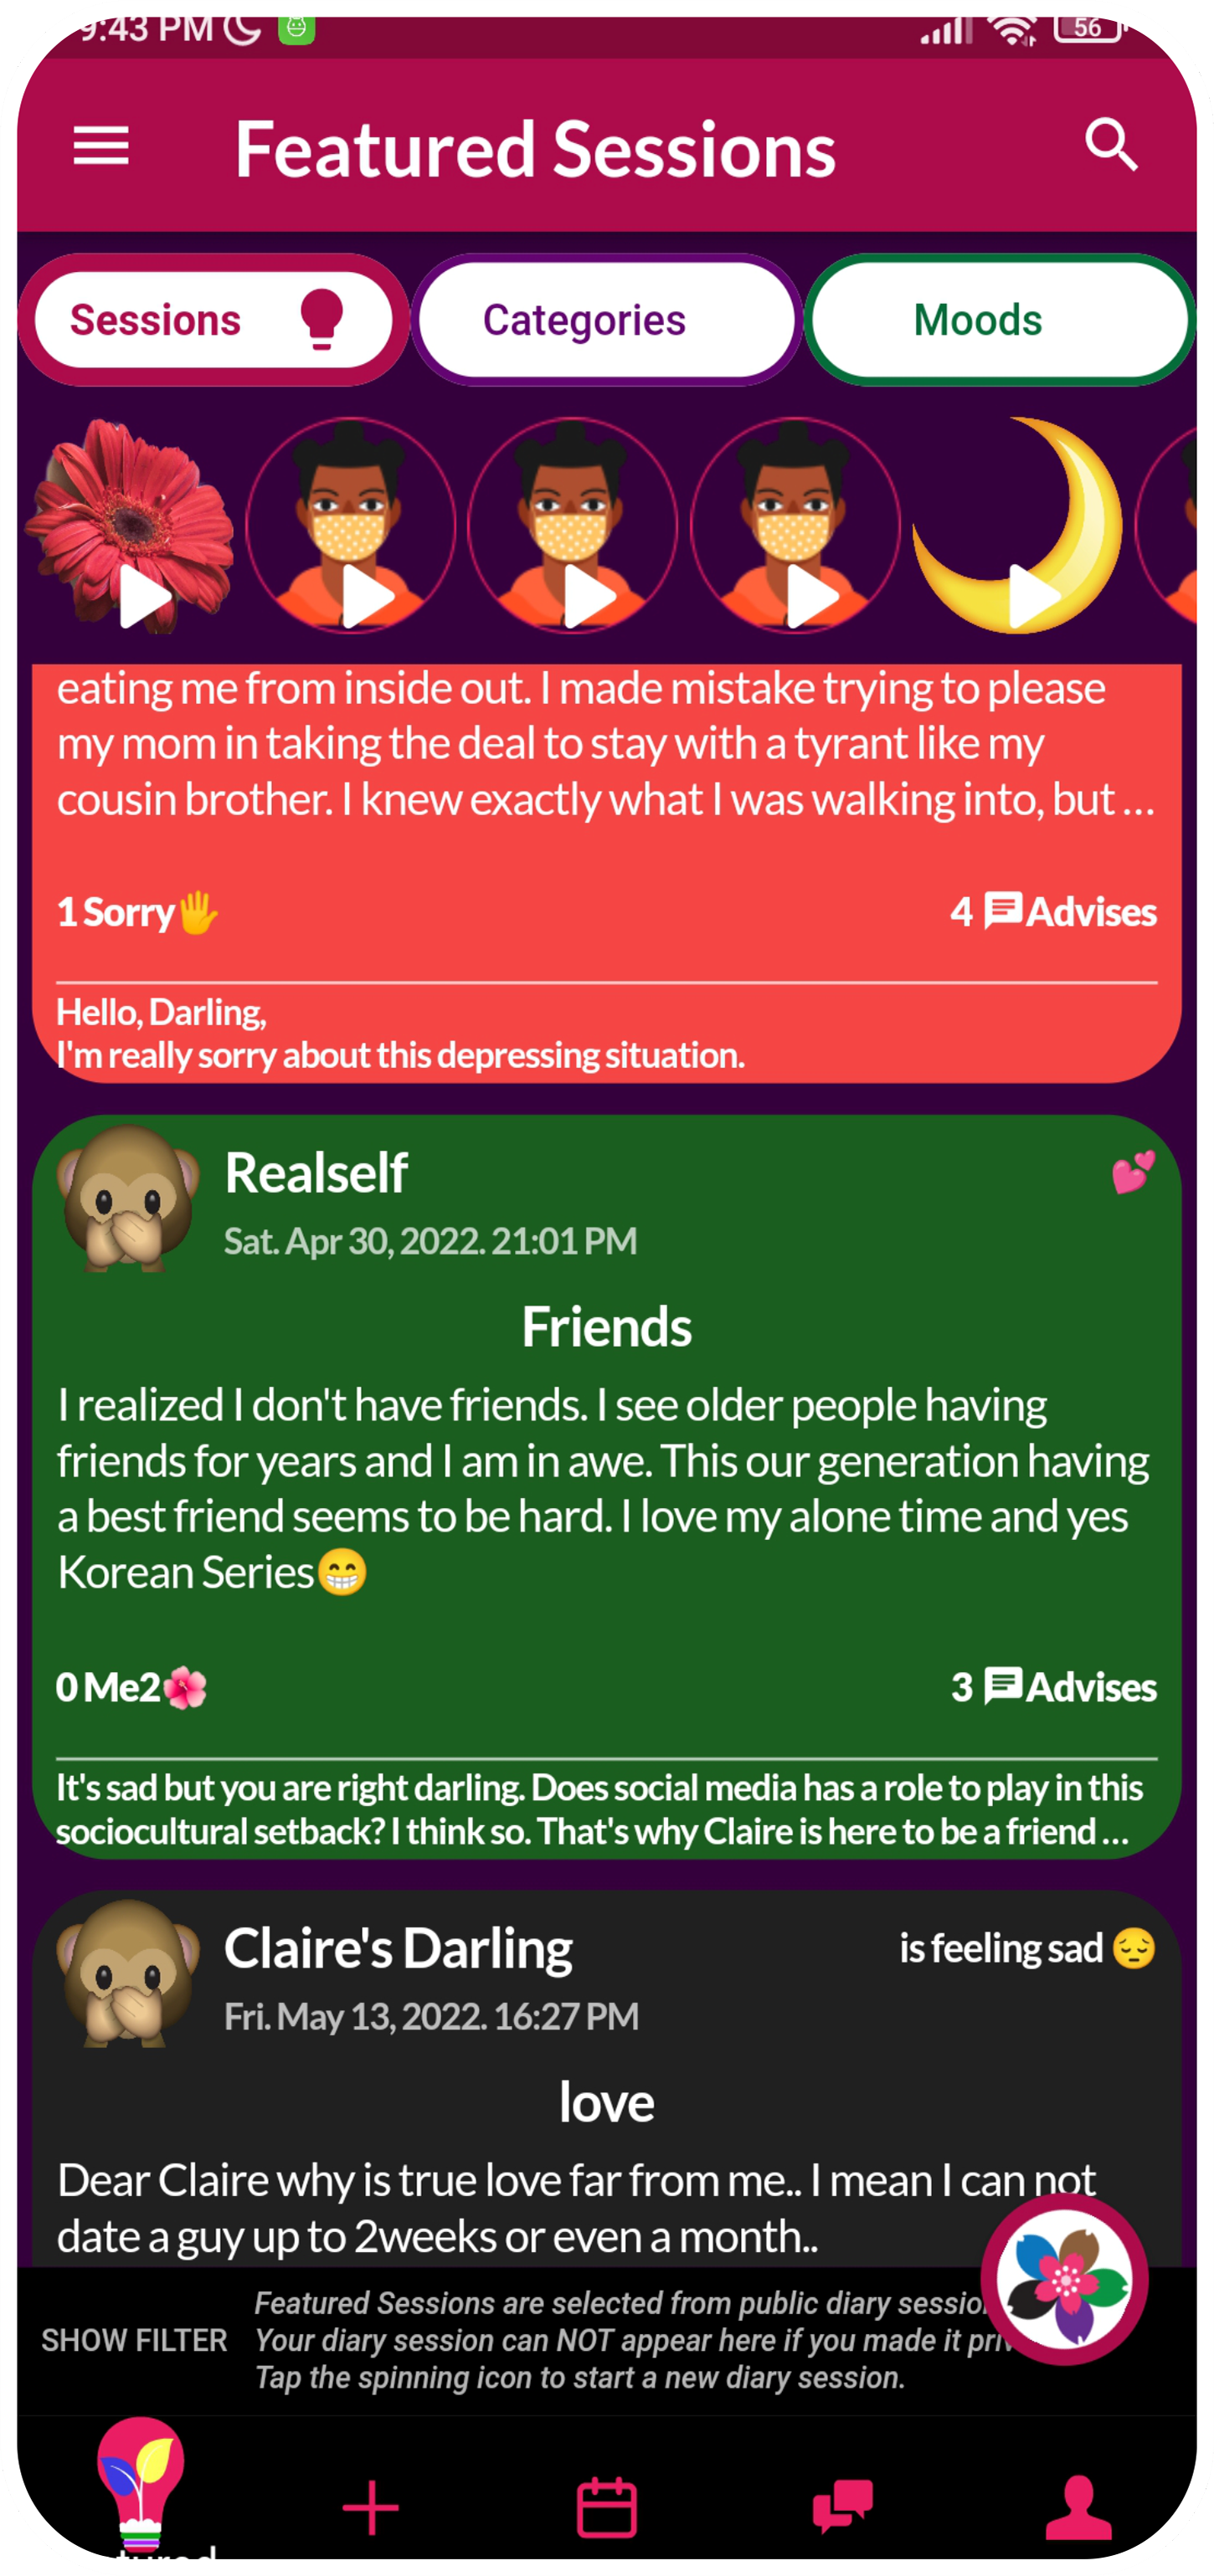 9:43 PM
56
Featured Sessions
Sessions
Categories
Moods
eating me from inside out. I made mistake trying to please
my mom in taking the deal to stay with a tyrant like my
cousin brother. I knew exactly what I was walking into, but ...
1 Sorry🖐
4 Advises
Hello, Darling,
I'm really sorry about this depressing situation.
Realself
💕
Sat. Apr 30, 2022. 21:01 PM
Friends
I realized I don't have friends. I see older people having
friends for years and I am in awe. This our generation having
a best friend seems to be hard. I love my alone time and yes
Korean Series😁
0 Me2🌺
3 Advises
It's sad but you are right darling. Does social media has a role to play in this
sociocultural setback? I think so. That's why Claire is here to be a friend ...
Claire's Darling
is feeling sad 😔
Fri. May 13, 2022. 16:27 PM
love
Dear Claire why is true love far from me.. I mean I can not
date a guy up to 2weeks or even a month..
SHOW FILTER
Featured Sessions are selected from public diary
Your diary session can NOT appear here if you made it
Tap the spinning icon to start a new diary session.